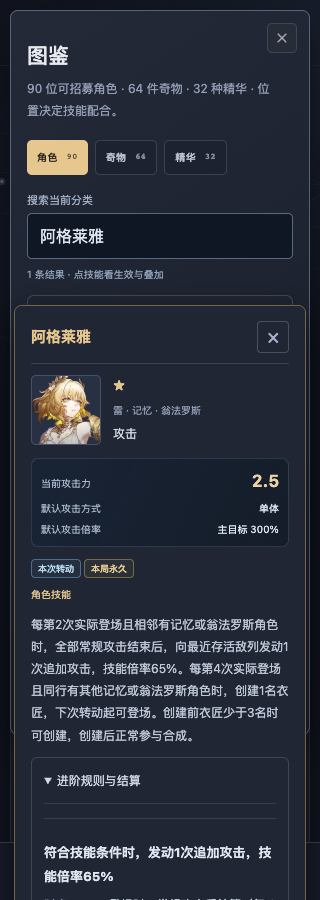 图鉴
90 位可招募角色 · 64 件奇物 · 32 种精华 · 位
置决定技能配合。
角色 90 奇物 64 精华 32
搜索当前分类
阿格莱雅
1 条结果 · 点技能看生效与叠加
阿格莱雅
雷 · 记忆 · 翁法罗斯
攻击
当前攻击力 2.5
默认攻击方式 单体
默认攻击倍率 主目标 300%
本次转动 本局永久
角色技能
每第2次实际登场且相邻有记忆或翁法罗斯角色
时，全部常规攻击结束后，向最近存活敌列发动1
次追加攻击，技能倍率65%。每第4次实际登场
且同行有其他记忆或翁法罗斯角色时，创建1名衣
匠，下次转动起可登场。创建前衣匠少于3名时
可创建，创建后正常参与合成。
▼ 进阶规则与结算
符合技能条件时，发动1次追加攻击，技
能倍率65%